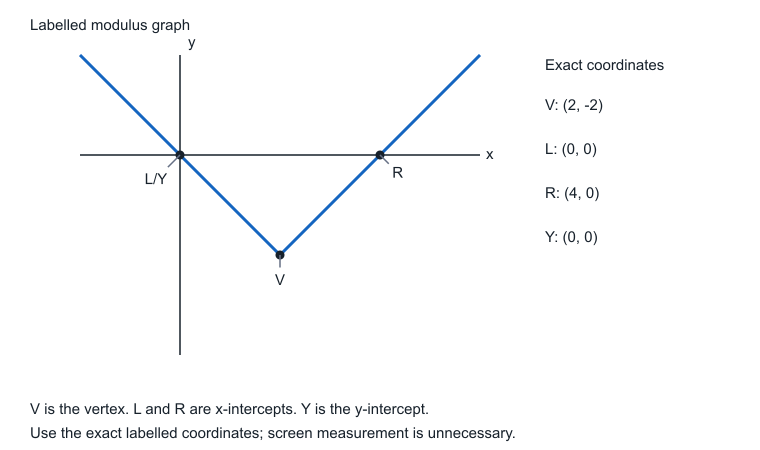 Labelled modulus graph
y
x
L/Y
R
V
Exact coordinates
V: (2, -2)
L: (0, 0)
R: (4, 0)
Y: (0, 0)
V is the vertex. L and R are x-intercepts. Y is the y-intercept.
Use the exact labelled coordinates; screen measurement is unnecessary.